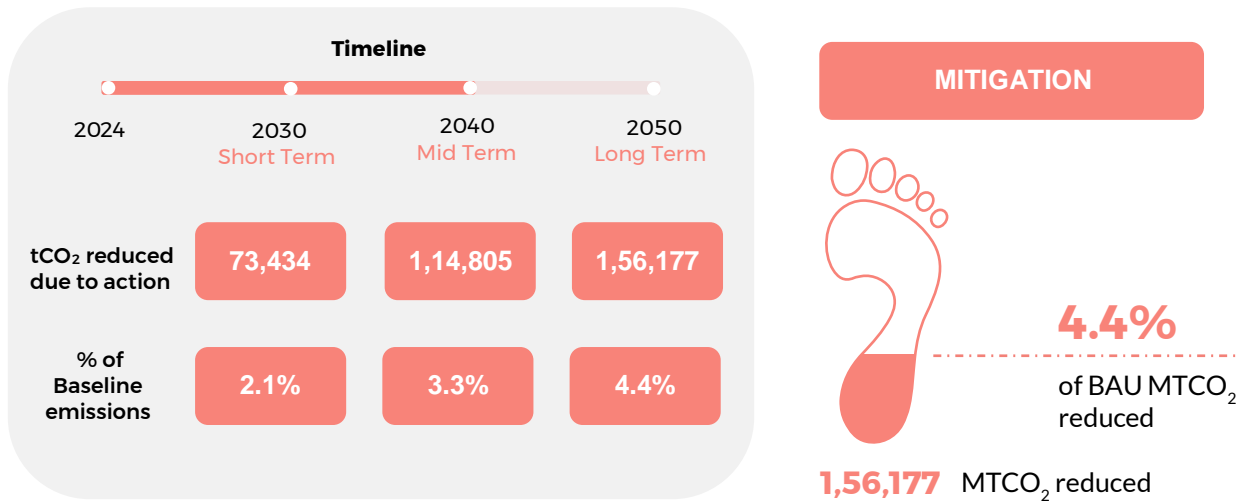 Timeline
2024
2030
Short Term
2040
Mid Term
2050
Long Term
tCO₂ reduced
due to action
73,434
1,14,805
1,56,177
% of
Baseline
emissions
2.1%
3.3%
4.4%
MITIGATION
4.4%
of BAU MTCO₂
reduced
1,56,177 MTCO₂ reduced